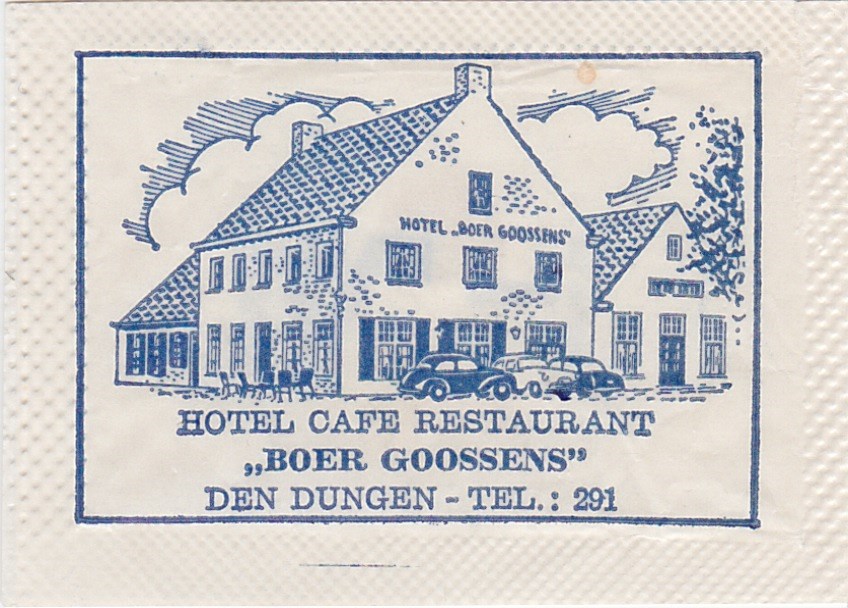 HOTEL „BOER GOOSSENS"
HOTEL CAFE RESTAURANT
„BOER GOOSSENS”
DEN DUNGEN - TEL.: 291